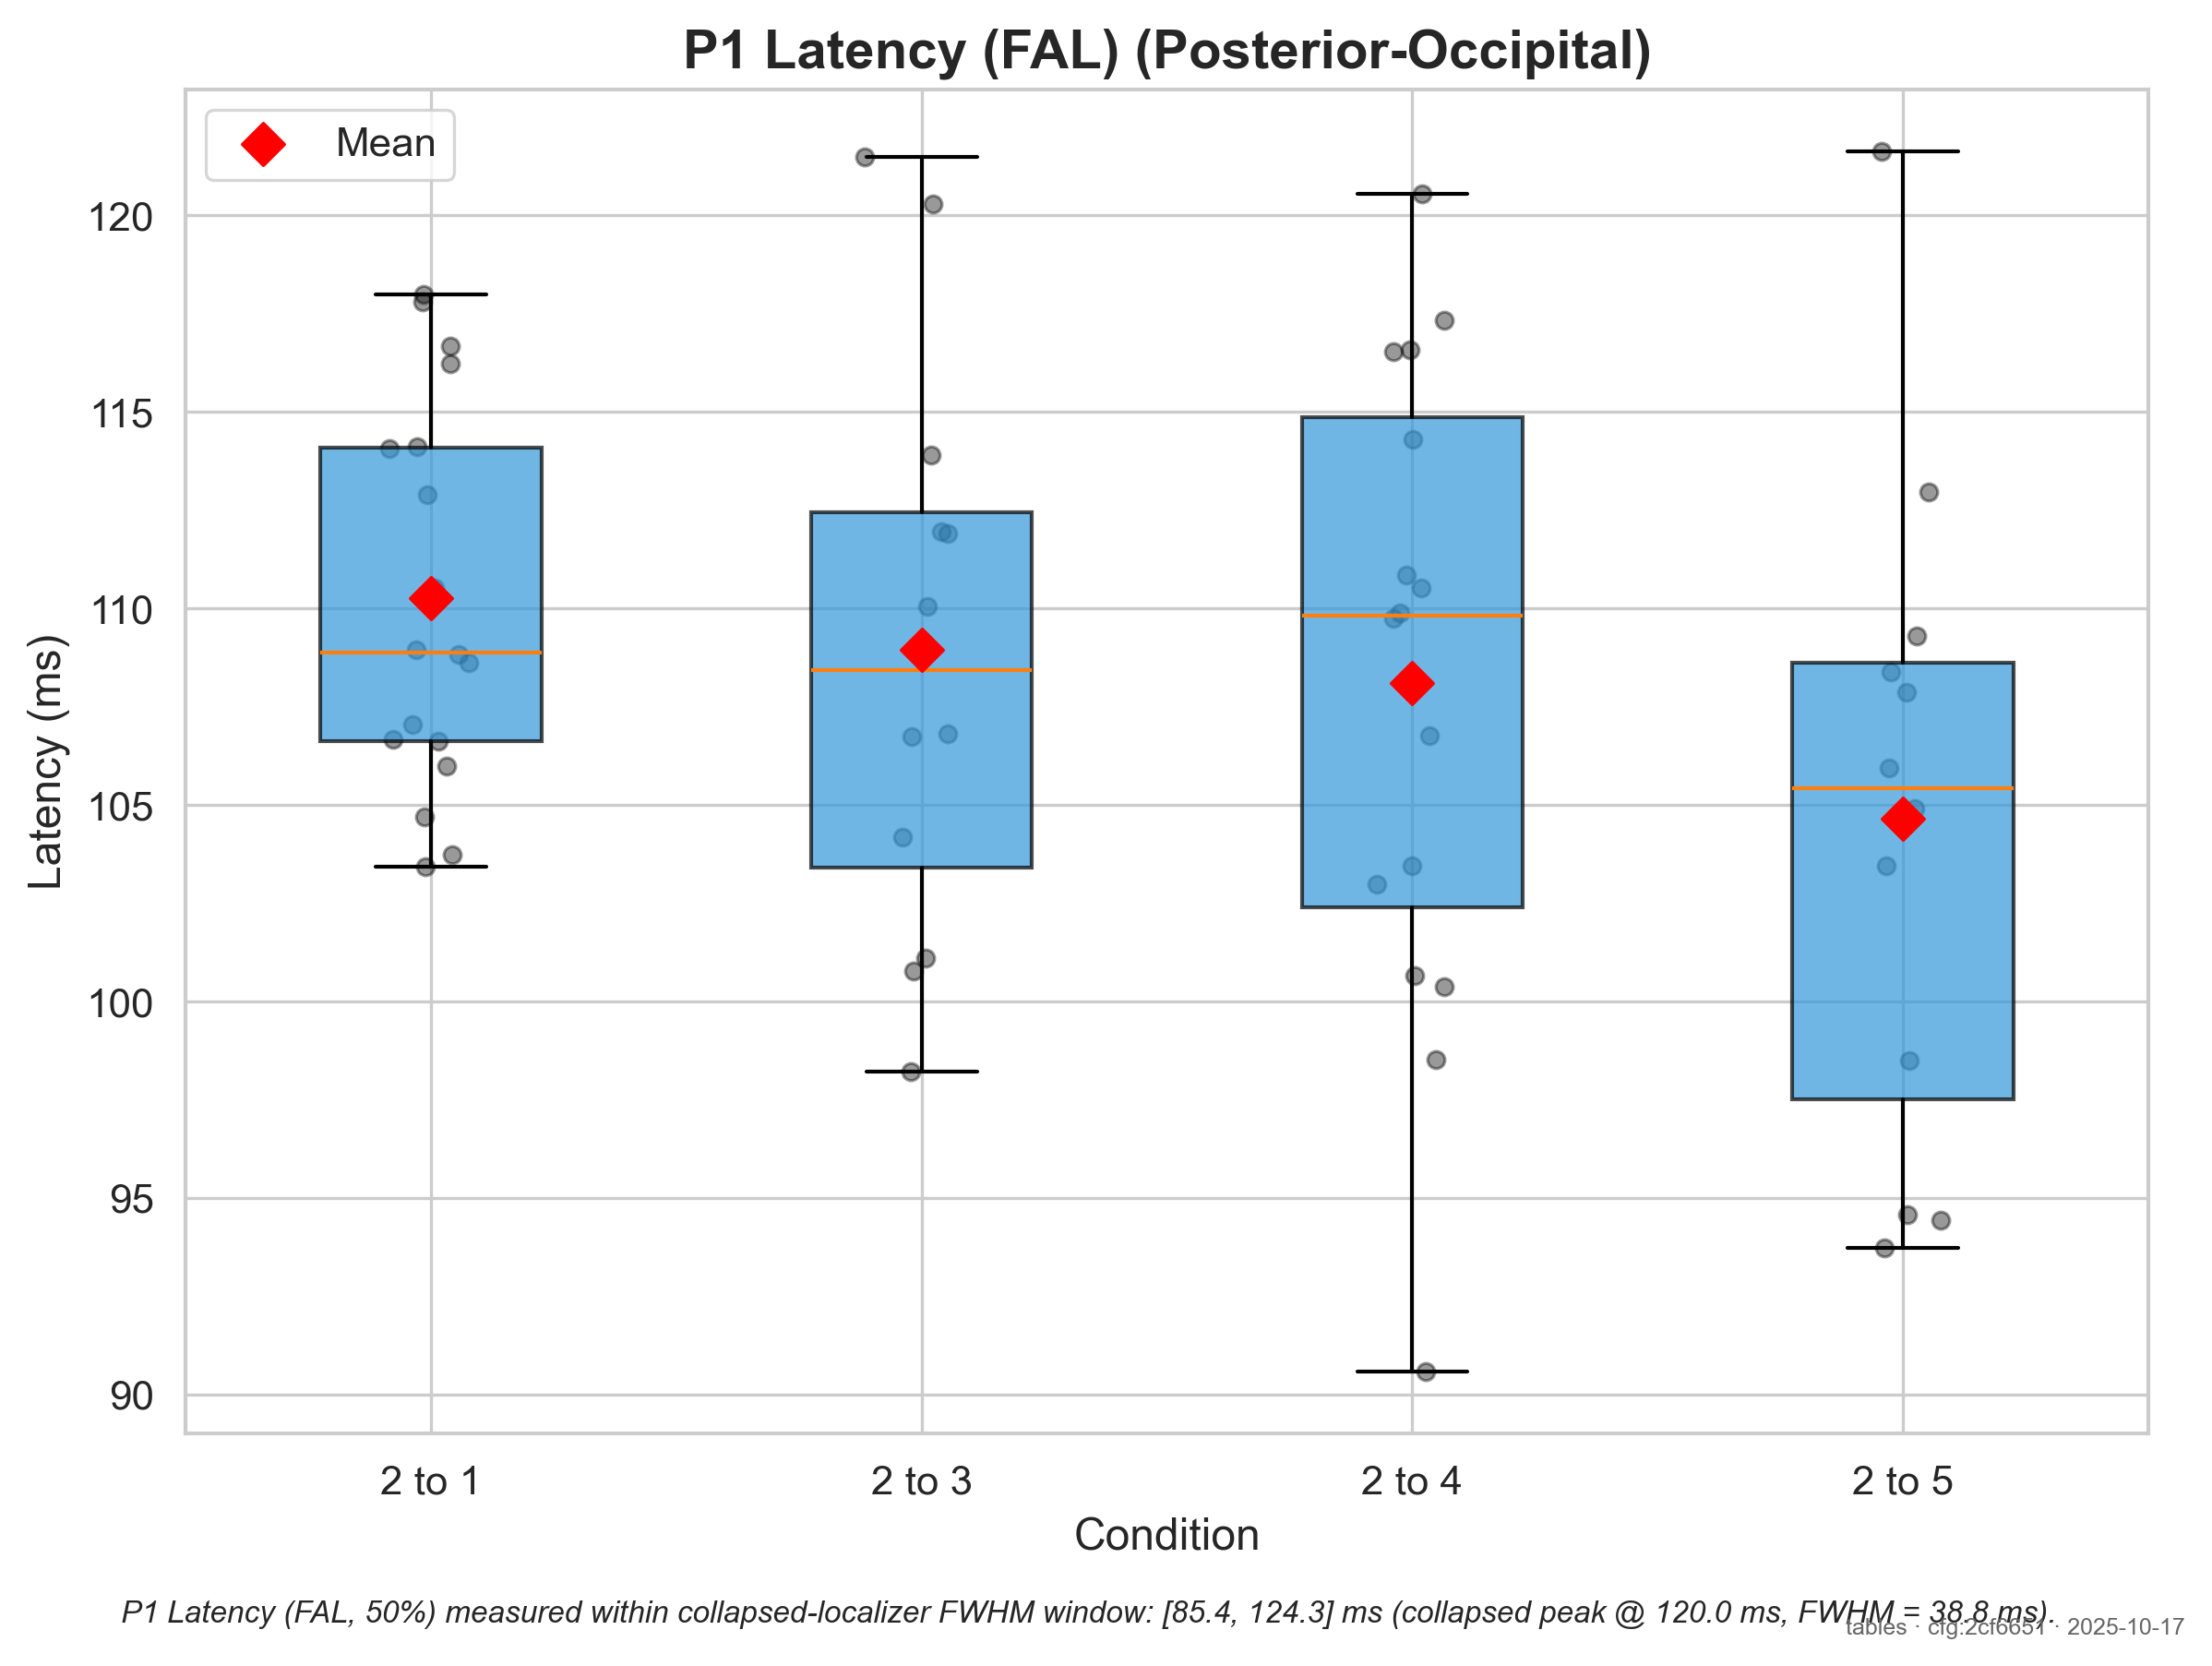 P1 Latency (FAL) (Posterior-Occipital)
Mean
120
115
110
105
100
95
90
Latency (ms)
2 to 1
2 to 3
2 to 4
2 to 5
Condition
P1 Latency (FAL, 50%) measured within collapsed-localizer FWHM window: [85.4, 124.3] ms (collapsed peak @ 120.0 ms, FWHM = 38.8 ms).
tables · cfg:2cf6651 · 2025-10-17